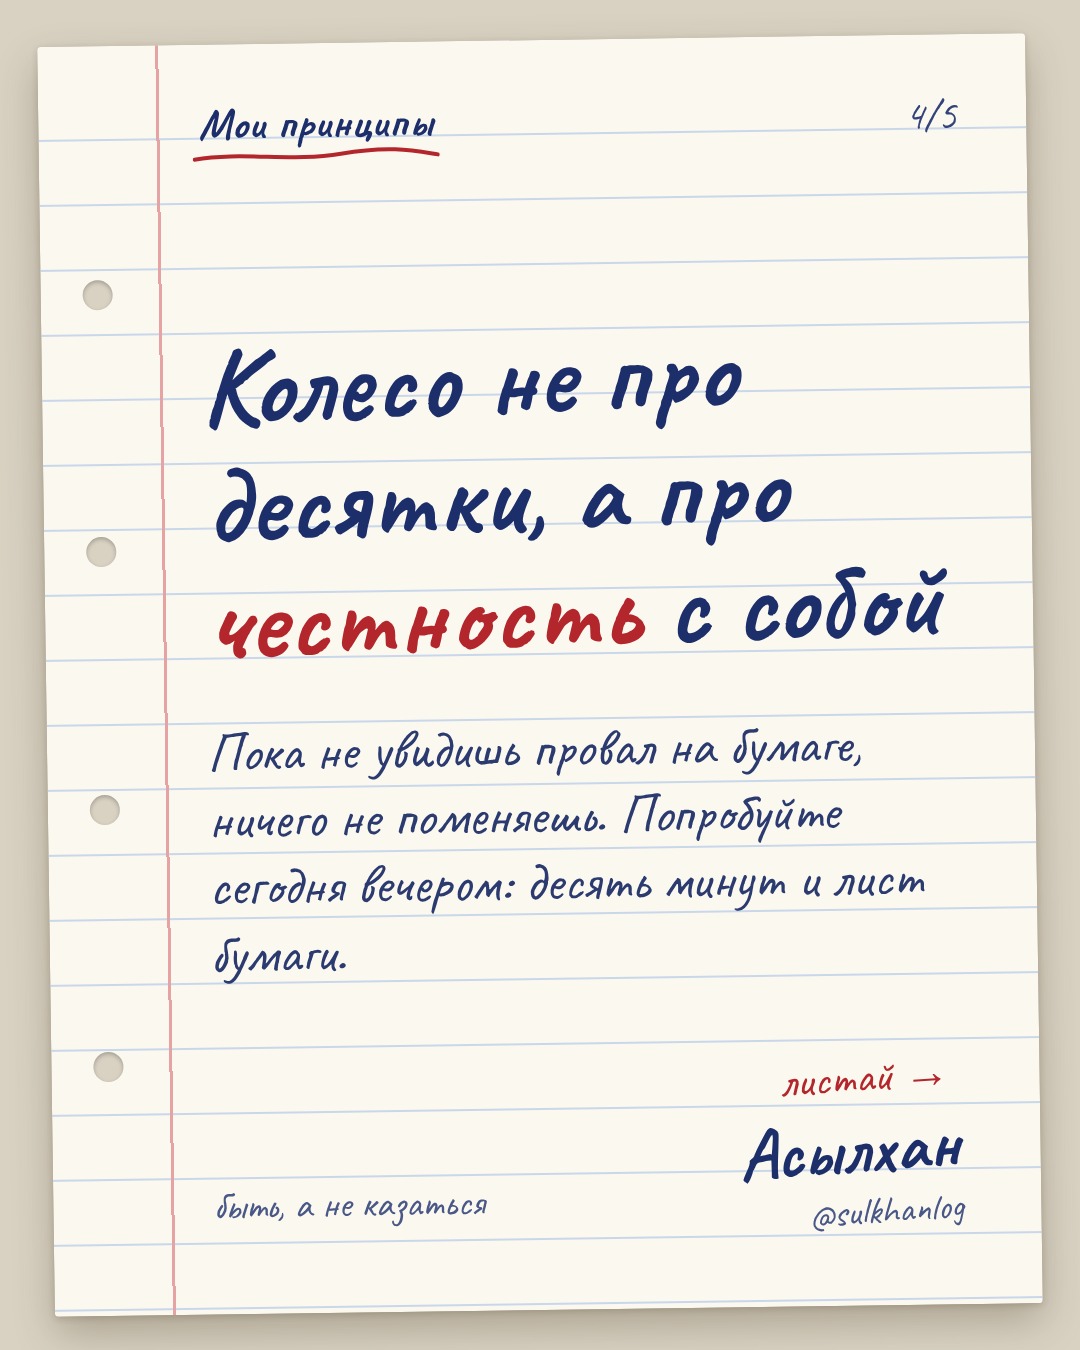 Мои принципы
4/5
Колесо не про
десятки, а про
честность с собой
Пока не увидишь провал на бумаге,
ничего не поменяешь. Попробуйте
сегодня вечером: десять минут и лист
бумаги.
листай →
Асылхан
быть, а не казаться
@sulkhanlog